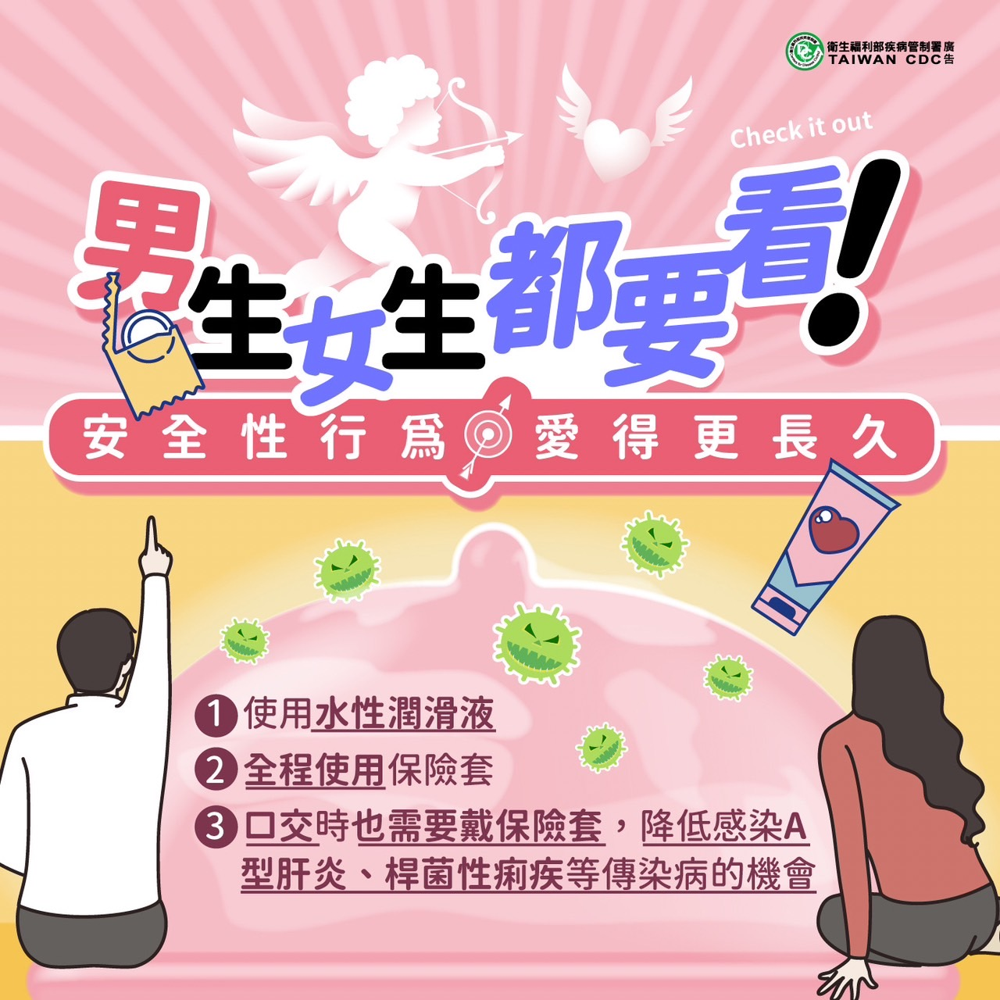 衛生福利部疾病管制署廣告
TAIWAN CDC
Check it out
男生女生都要看!
安全性行為 愛得更長久
1 使用水性潤滑液
2 全程使用保險套
3 口交時也需要戴保險套，降低感染A
型肝炎、桿菌性痢疾等傳染病的機會